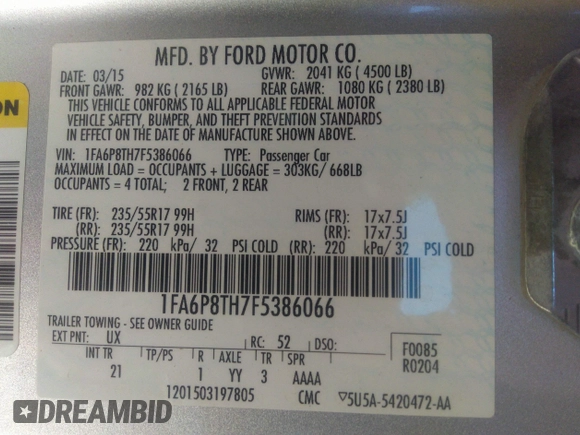 MFD. BY FORD MOTOR CO.
DATE: 03/15 GVWR: 2041 KG ( 4500 LB)
FRONT GAWR: 982 KG ( 2165 LB) REAR GAWR: 1080 KG ( 2380LB)
THIS VEHICLE CONFORMS TO ALL APPLICABLE FEDERAL MOTOR
VEHICLE SAFETY, BUMPER, AND THEFT PREVENTION STANDARDS
IN EFFECT ON THE DATE OF MANUFACTURE SHOWN ABOVE.
VIN: 1FA6P8TH7F5386066 TYPE: Passenger Car
MAXIMUM LOAD = OCCUPANTS + LUGGAGE = 303KG/ 668LB
OCCUPANTS = 4 TOTAL; 2 FRONT, 2 REAR
TIRE (FR): 235/55R17 99H RIMS (FR): 17x7.5J
(RR): 235/55R17 99H (RR): 17x7.5J
PRESSURE (FR): 220 kPa/ 32 PSI COLD (RR): 220 kPa/ 32 PSI COLD
1FA6P8TH7F5386066
TRAILER TOWING - SEE OWNER GUIDE
EXT PNT: UX RC: 52 DSO: F0085
INT TR TP/PS R AXLE TR SPR R0204
21 1 YY 3 AAAA
1201503197805 CMC ▽5U5A-5420472-AA
ON
DREAMBID